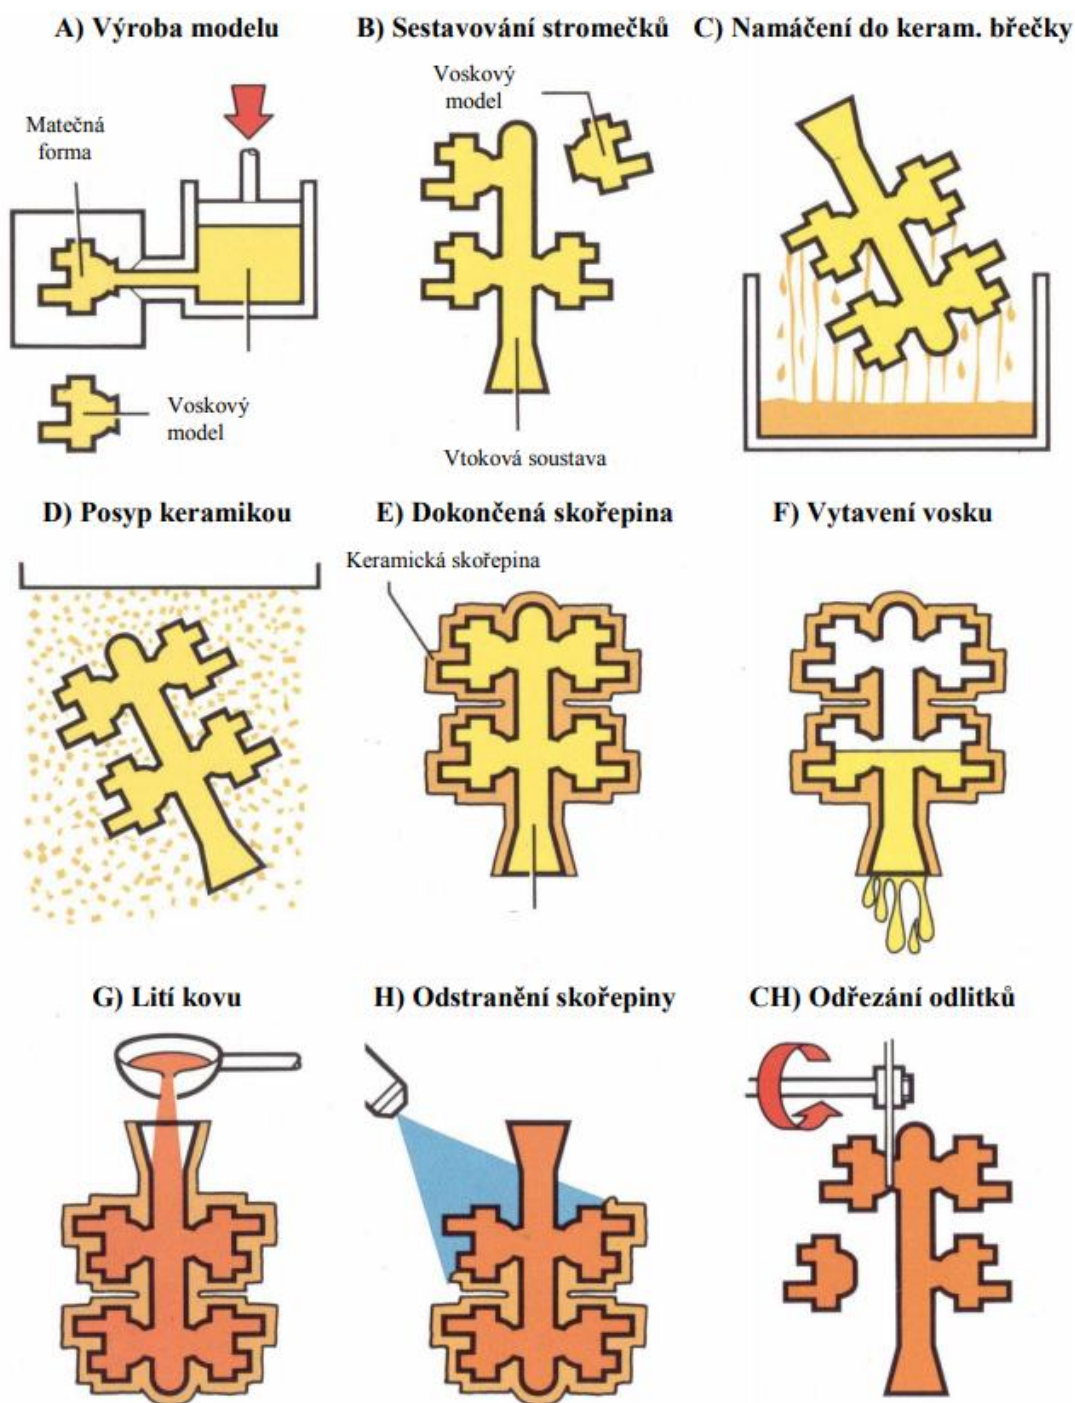 A) Výroba modelu
B) Sestavování stromečků
C) Namáčení do keram. břečky
Matečná
forma
Voskový
model
Voskový
model
Vtoková soustava
D) Posyp keramikou
E) Dokončená skořepina
F) Vytavení vosku
Keramická skořepina
G) Lití kovu
H) Odstranění skořepiny
CH) Odřezání odlitků